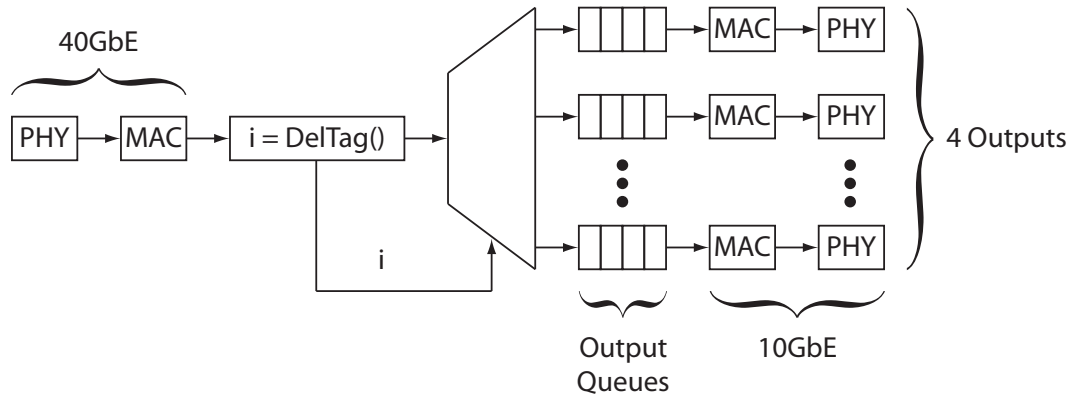 40GbE
PHY
MAC
i = DelTag()
i
MAC
PHY
MAC
PHY
MAC
PHY
4 Outputs
Output
Queues
10GbE